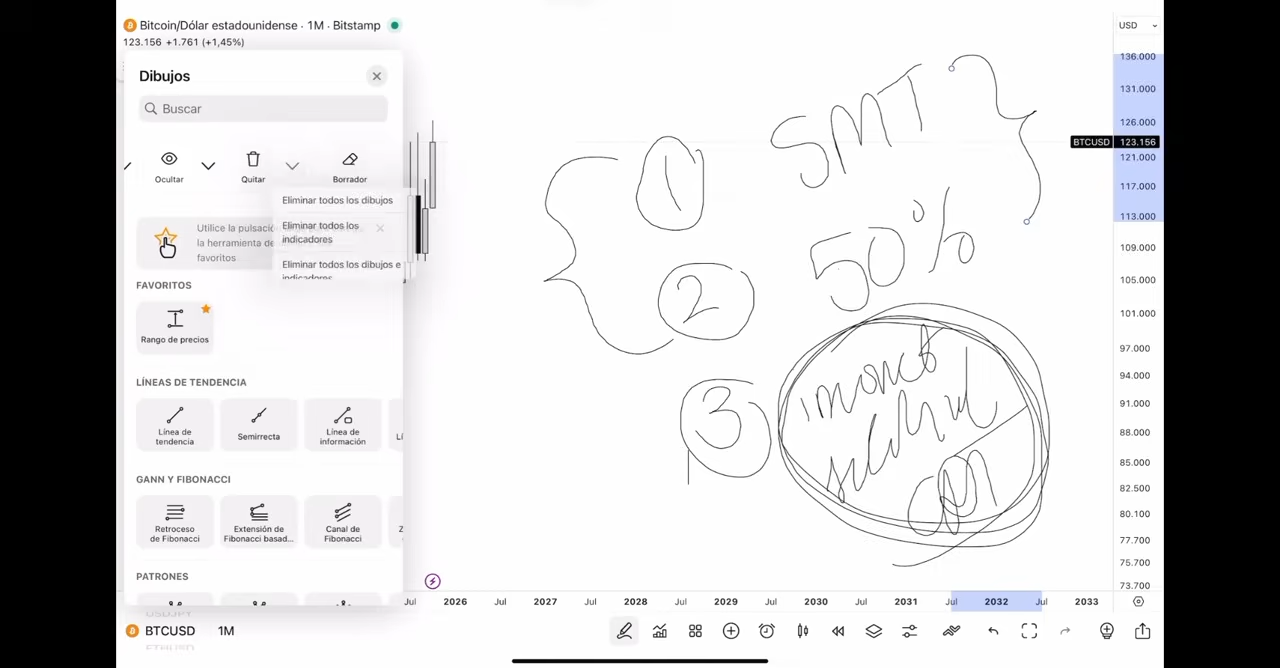 Bitcoin/Dólar estadounidense · 1M · Bitstamp
123.156 +1.761 (+1,45%)
USD
Dibujos
Buscar
Ocultar
Quitar
Borrador
Eliminar todos los dibujos
Eliminar todos los
indicadores
Eliminar todos los dibujos e
indicadores
Utilice la pulsació
la herramienta de
favoritos
FAVORITOS
Rango de precios
LÍNEAS DE TENDENCIA
Línea de
tendencia
Semirrecta
Línea de
información
GANN Y FIBONACCI
Retroceso
de Fibonacci
Extensión de
Fibonacci basad...
Canal de
Fibonacci
PATRONES
1
SMT
2
50%
3
136.000
131.000
126.000
BTCUSD 123.156
121.000
117.000
113.000
109.000
105.000
101.000
97.000
94.000
91.000
88.000
85.000
82.500
80.100
77.700
75.700
73.700
Jul 2026 Jul 2027 Jul 2028 Jul 2029 Jul 2030 Jul 2031 Jul 2032 Jul 2033
BTCUSD 1M